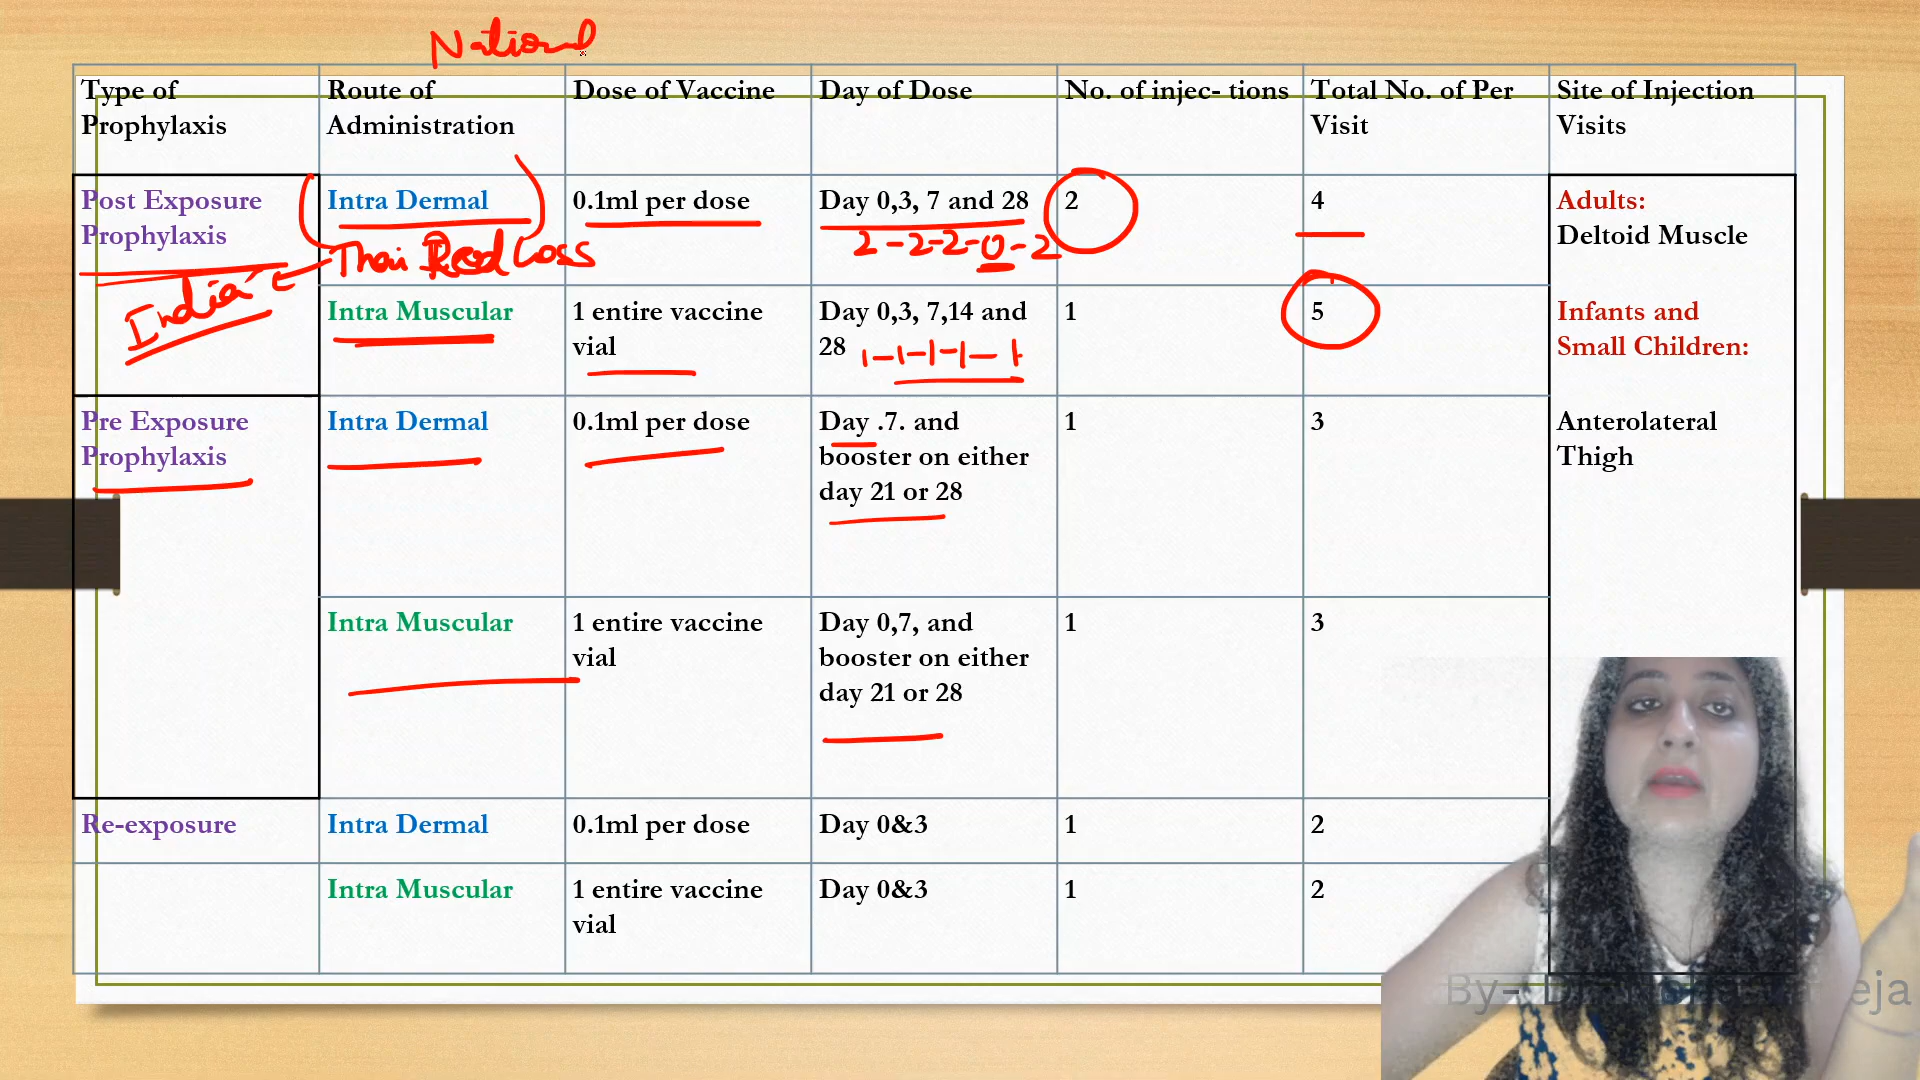 National
Type of Prophylaxis
Route of Administration
Dose of Vaccine
Day of Dose
No. of injec- tions
Total No. of Per Visit
Site of Injection Visits
Post Exposure Prophylaxis
India
Intra Dermal
Thai Red Coss
0.1ml per dose
Day 0,3, 7 and 28
2-2-2-0-2
2
4
Adults:
Deltoid Muscle
Intra Muscular
1 entire vaccine vial
Day 0,3, 7,14 and 28
1-1-1-1-1
1
5
Infants and Small Children:
Anterolateral Thigh
Pre Exposure Prophylaxis
Intra Dermal
0.1ml per dose
Day .7. and booster on either day 21 or 28
1
3
Intra Muscular
1 entire vaccine vial
Day 0,7, and booster on either day 21 or 28
1
3
Re-exposure
Intra Dermal
0.1ml per dose
Day 0&3
1
2
Intra Muscular
1 entire vaccine vial
Day 0&3
1
2
By-